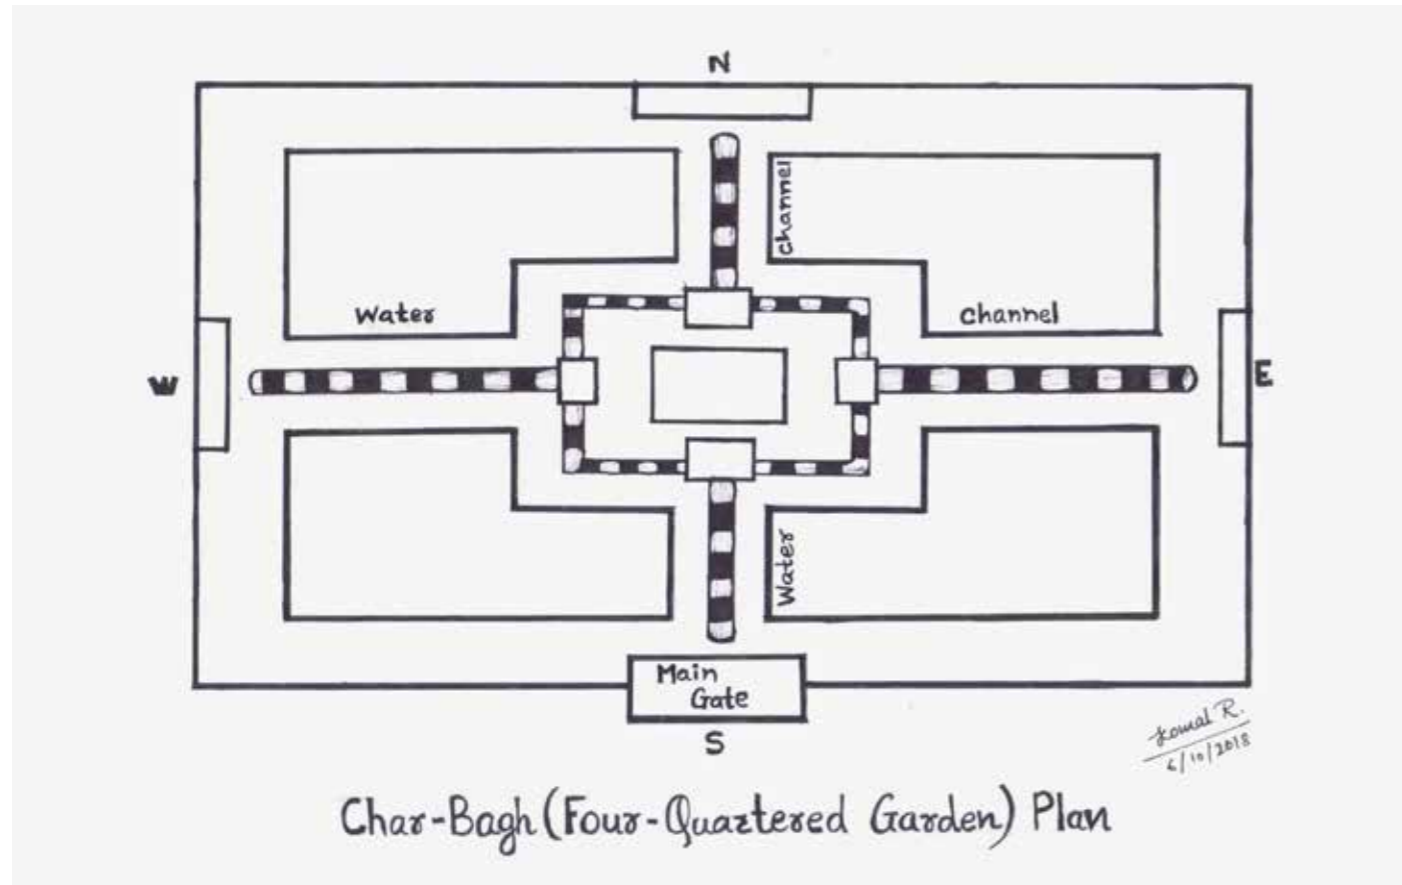 N
channel
Water
channel
W
E
Water
Main
Gate
S
Komal R.
6/10/2018
Char-Bagh (Four-Quartered Garden) Plan